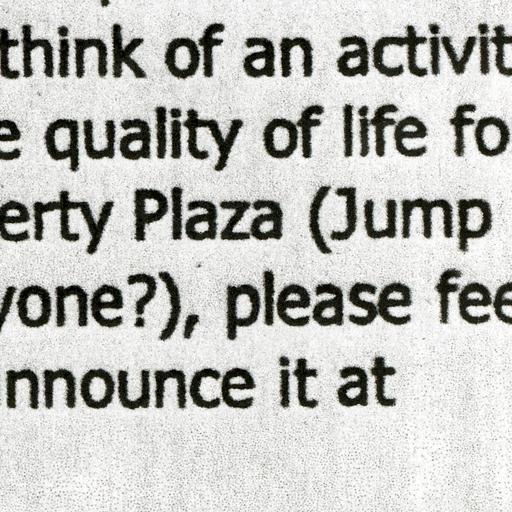 think of an activit
e quality of life fo
erty Plaza (Jump
yone?), please fee
nnounce it at